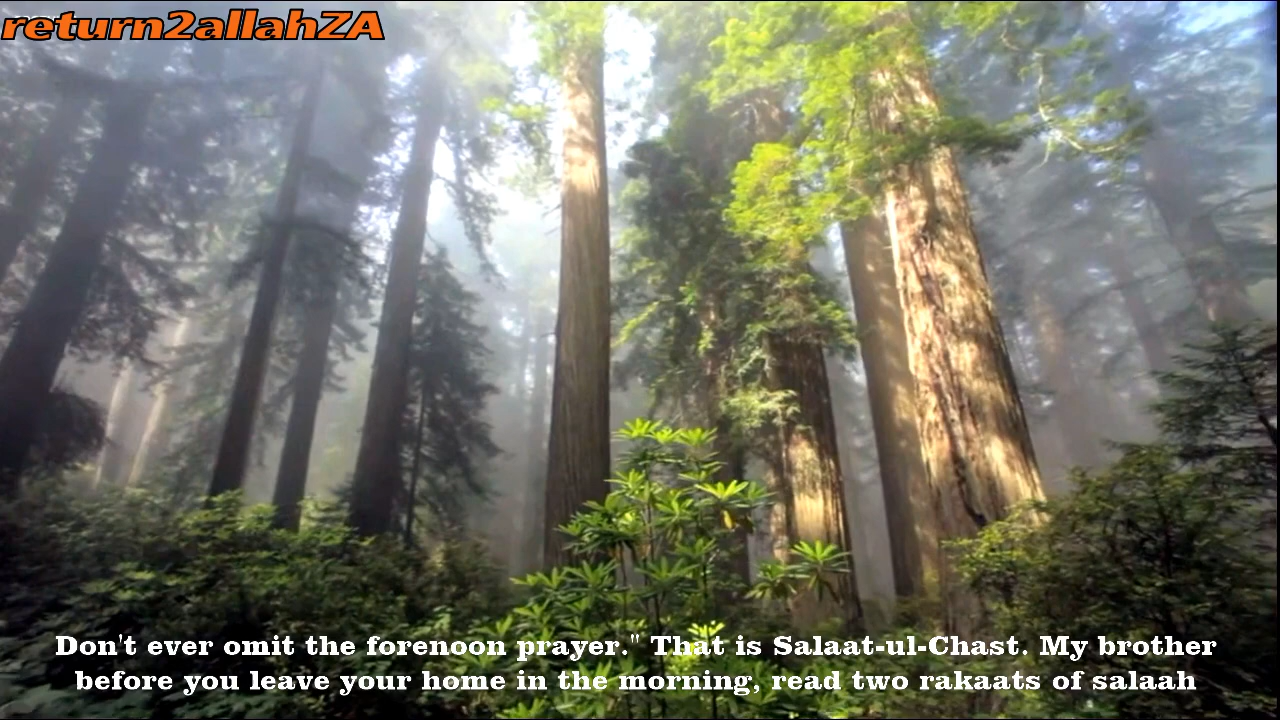 return2allahZA
Don't ever omit the forenoon prayer." That is Salaat-ul-Chast. My brother
before you leave your home in the morning, read two rakaats of salaah